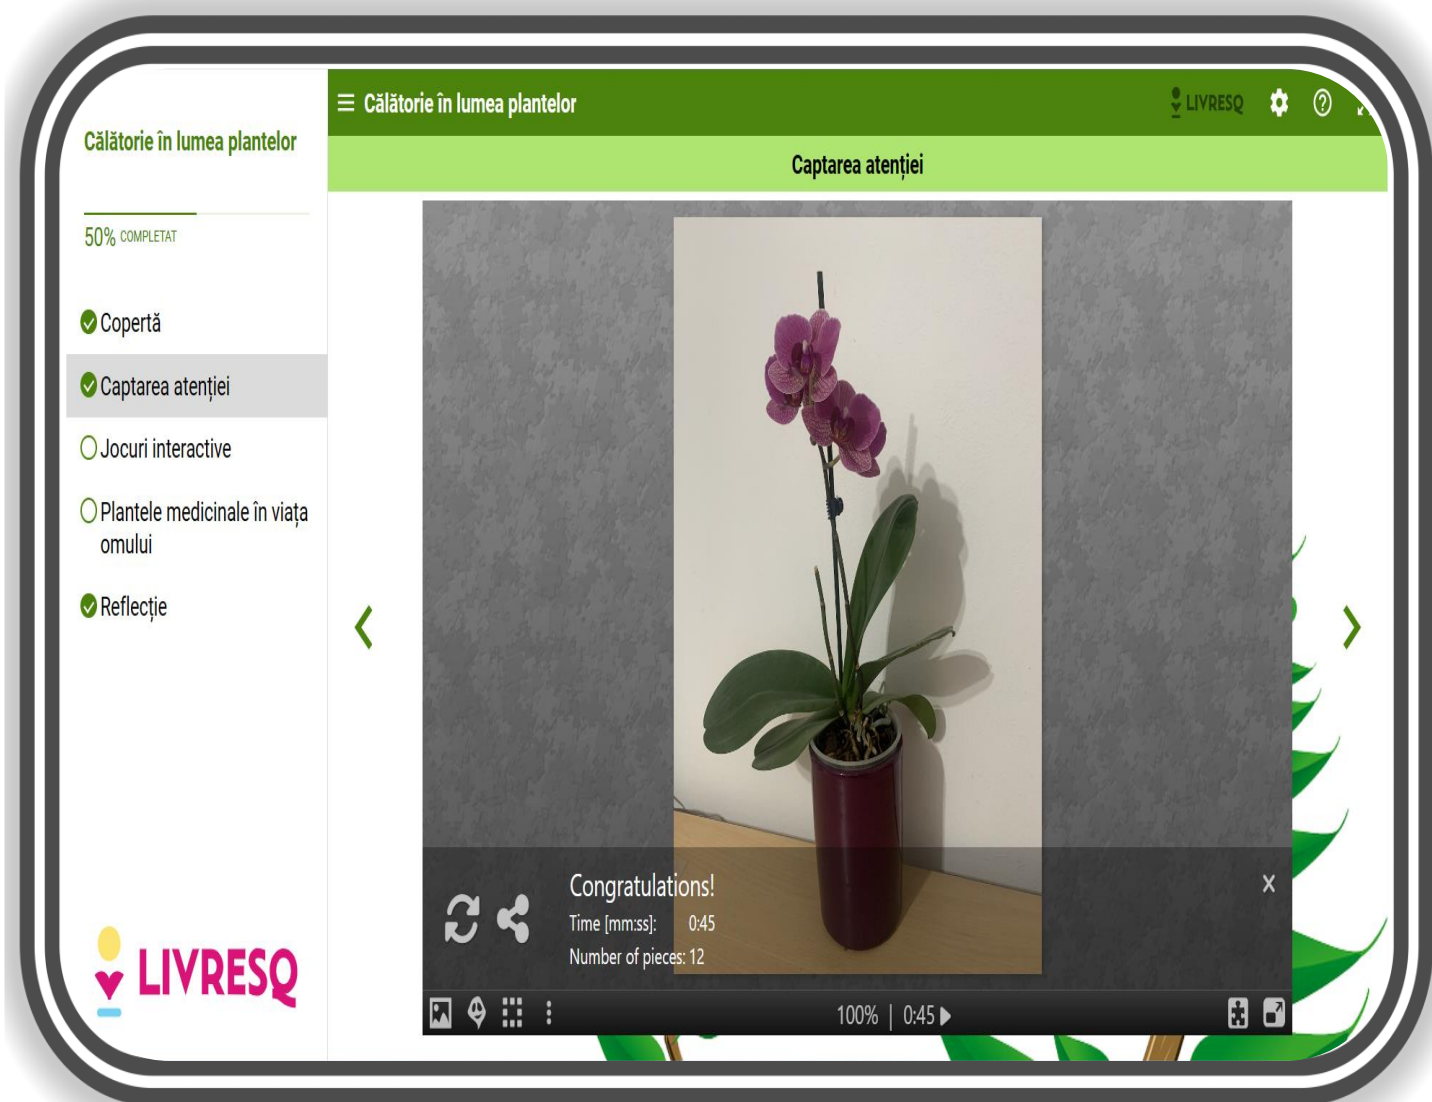 Călătorie în lumea plantelor
50% COMPLETAT
Copertă
Captarea atenției
Jocuri interactive
Plantele medicinale în viața
omului
Reflecție
LIVRESQ
Călătorie în lumea plantelor
LIVRESQ
Captarea atenției
Congratulations!
Time [mm:ss]: 0:45
Number of pieces: 12
100% | 0:45